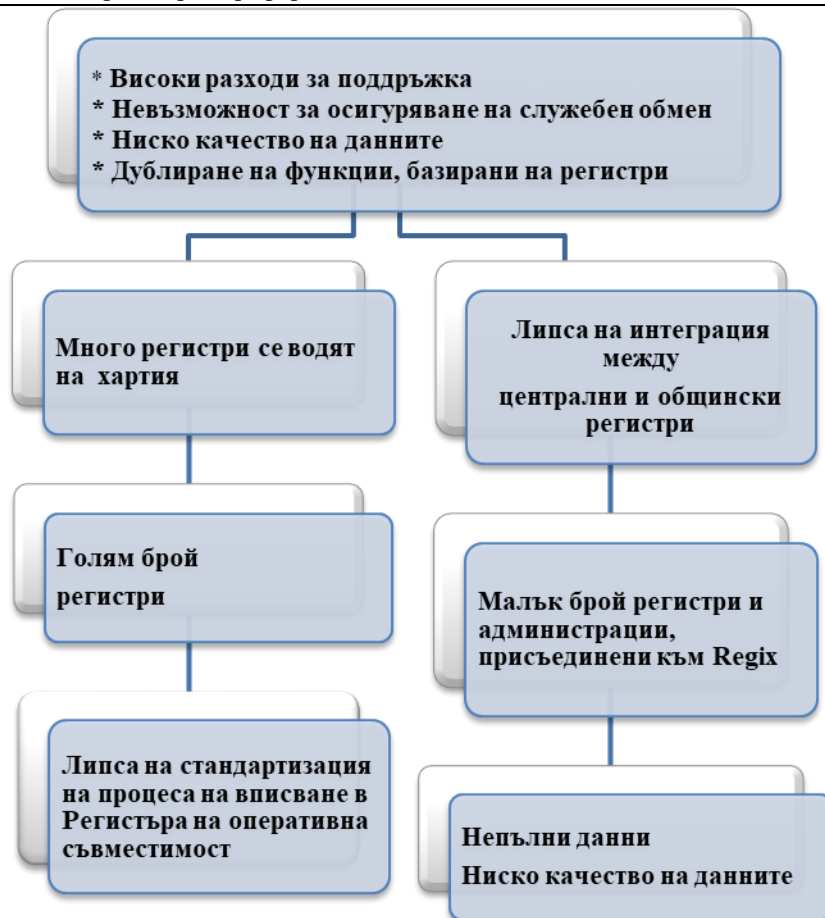 * Високи разходи за поддръжка
* Невъзможност за осигуряване на служебен обмен
* Ниско качество на данните
* Дублиране на функции, базирани на регистри
Много регистри се водят
на хартия
Голям брой
регистри
Липса на стандартизация
на процеса на вписване в
Регистъра на оперативна
съвместимост
Липса на интеграция
между
централни и общински
регистри
Малък брой регистри и
администрации,
присъединени към Regix
Непълни данни
Ниско качество на данните